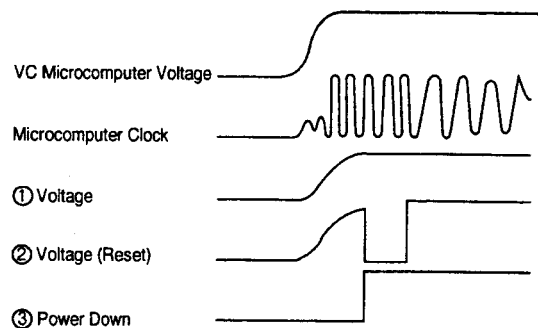 VC Microcomputer Voltage
Microcomputer Clock
① Voltage
② Voltage (Reset)
③ Power Down